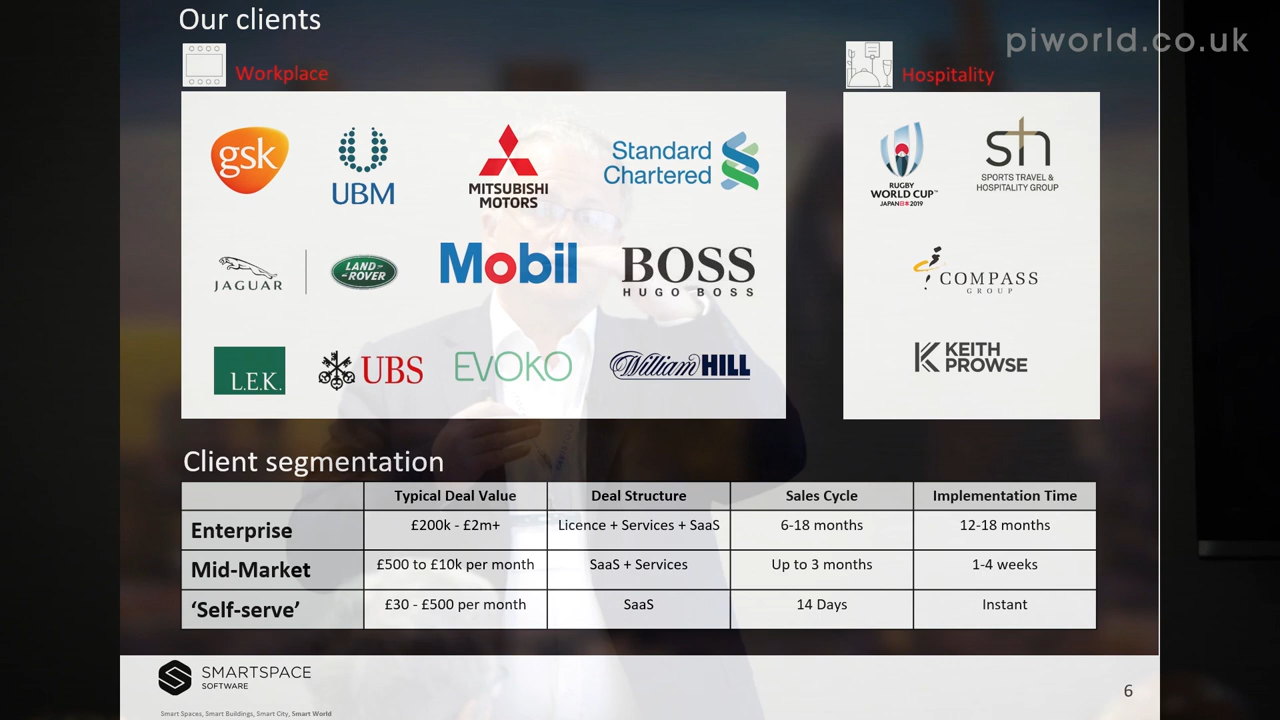 Our clients
piworld.co.uk
Workplace
Hospitality
gsk
UBM
MITSUBISHI
MOTORS
Standard
Chartered
RUGBY
WORLD CUP™
JAPAN 2019
sth
SPORTS TRAVEL &
HOSPITALITY GROUP
JAGUAR
LAND-
ROVER
Mobil
BOSS
HUGO BOSS
COMPASS
GROUP
L.E.K.
UBS
EVOKO
William HILL
KEITH
PROWSE
Client segmentation
Typical Deal Value Deal Structure Sales Cycle Implementation Time
Enterprise £200k - £2m+ Licence + Services + SaaS 6-18 months 12-18 months
Mid-Market £500 to £10k per month SaaS + Services Up to 3 months 1-4 weeks
‘Self-serve’ £30 - £500 per month SaaS 14 Days Instant
SMARTSPACE
SOFTWARE
6
Smart Spaces, Smart Buildings, Smart City, Smart World